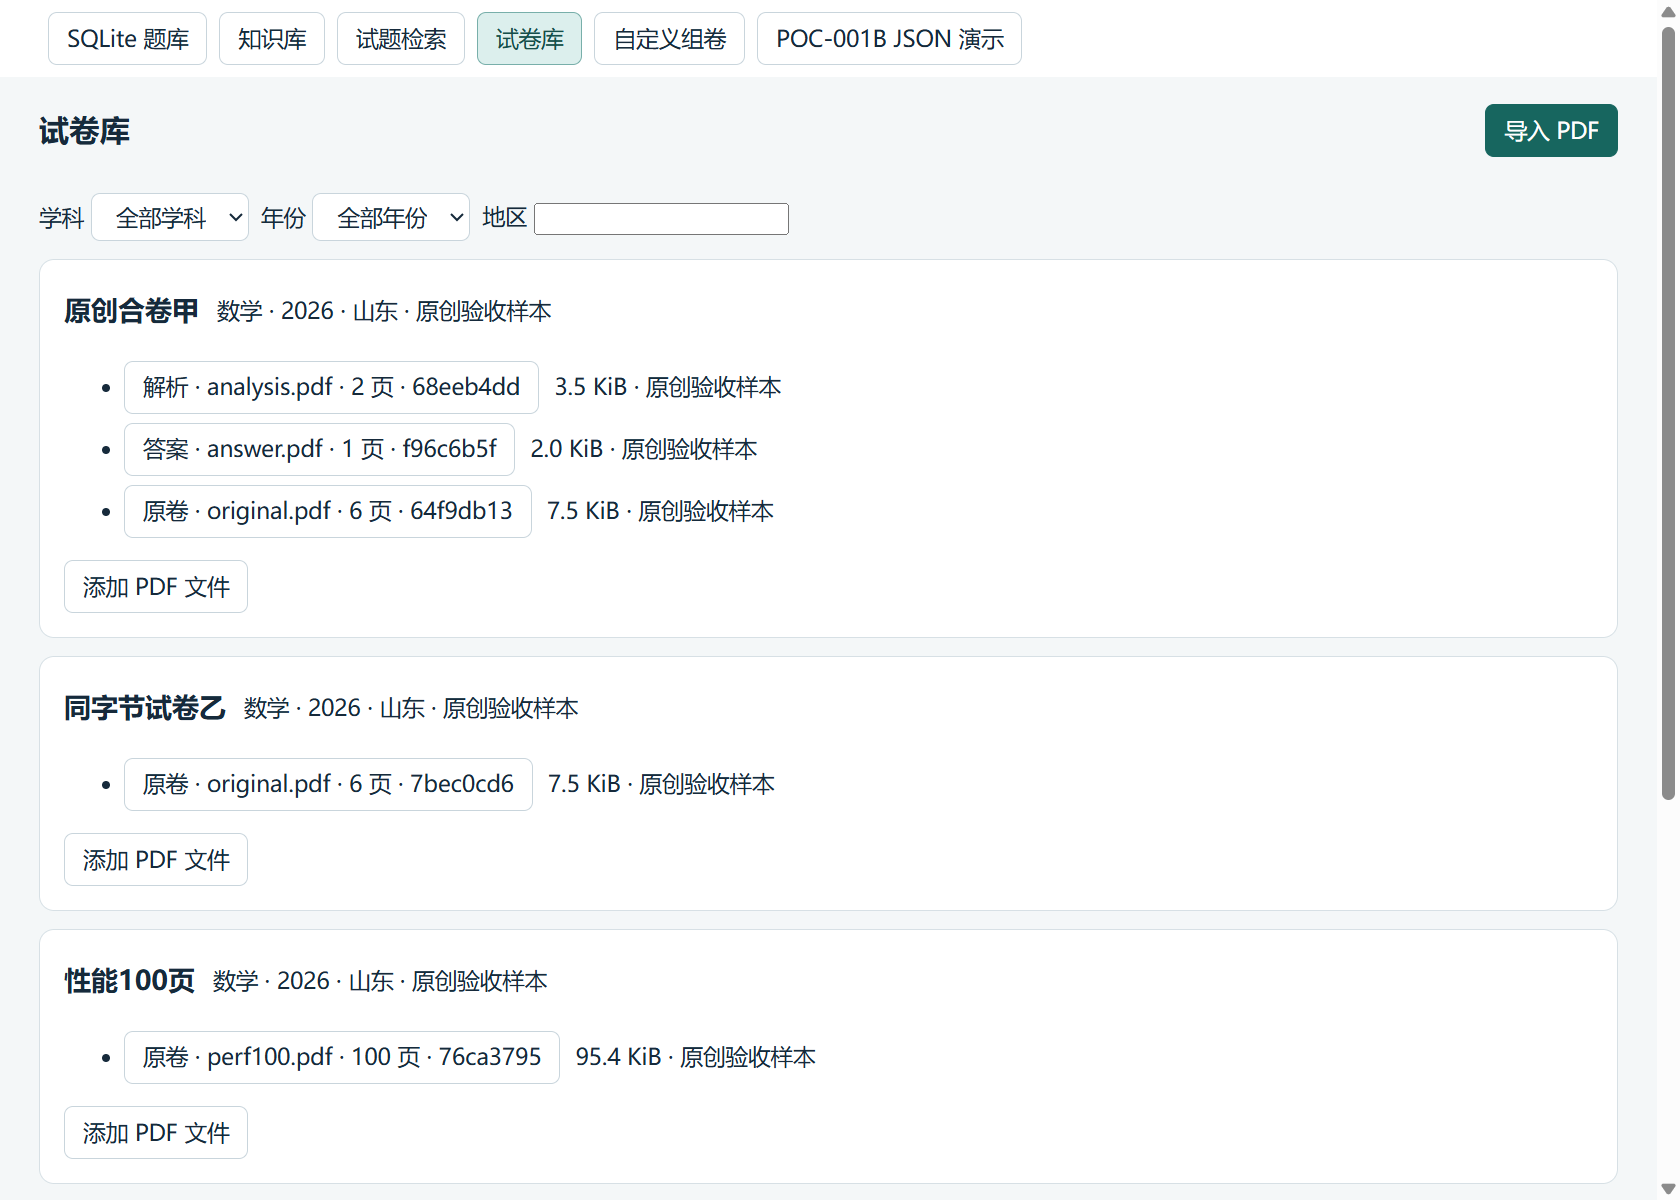 SQLite 题库 知识库 试题检索 试卷库 自定义组卷 POC-001B JSON 演示
试卷库 导入 PDF
学科 全部学科 年份 全部年份 地区
原创合卷甲 数学 · 2026 · 山东 · 原创验收样本
解析 · analysis.pdf · 2 页 · 68eeb4dd 3.5 KiB · 原创验收样本
答案 · answer.pdf · 1 页 · f96c6b5f 2.0 KiB · 原创验收样本
原卷 · original.pdf · 6 页 · 64f9db13 7.5 KiB · 原创验收样本
添加 PDF 文件
同字节试卷乙 数学 · 2026 · 山东 · 原创验收样本
原卷 · original.pdf · 6 页 · 7bec0cd6 7.5 KiB · 原创验收样本
添加 PDF 文件
性能100页 数学 · 2026 · 山东 · 原创验收样本
原卷 · perf100.pdf · 100 页 · 76ca3795 95.4 KiB · 原创验收样本
添加 PDF 文件